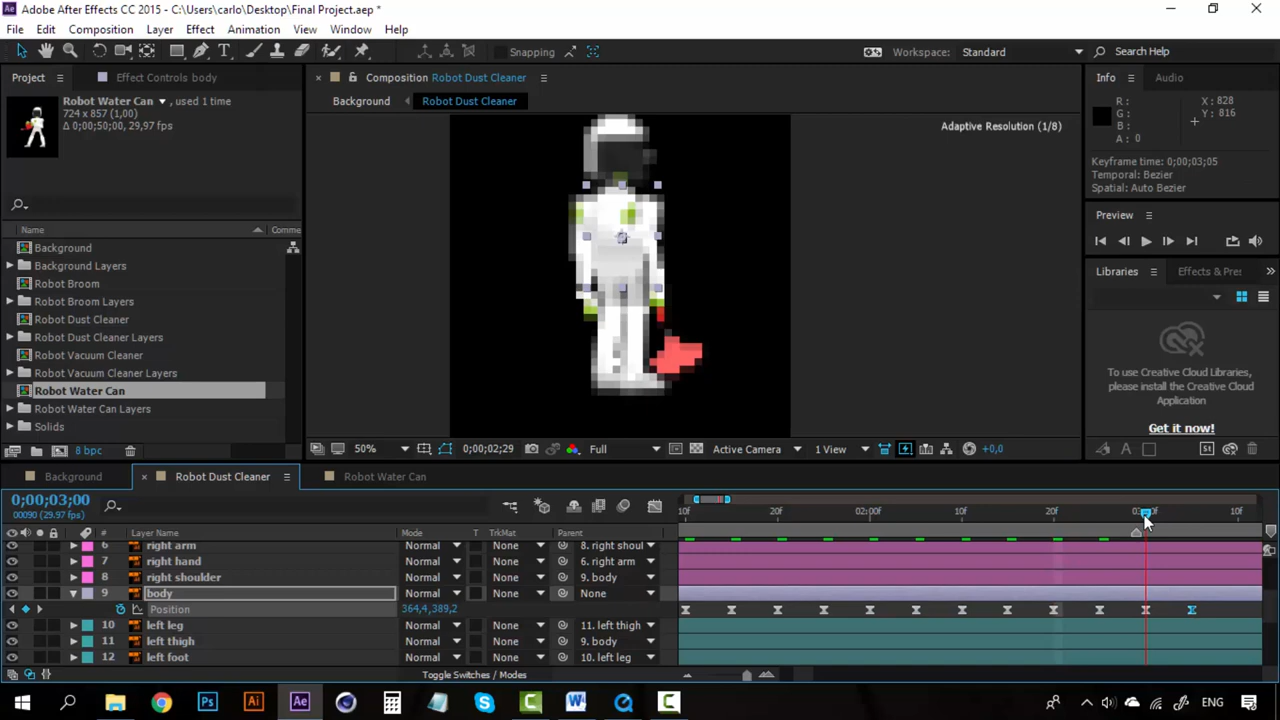 Adobe After Effects CC 2015 - C:\Users\carlo\Desktop\Final Project.aep *
File Edit Composition Layer Effect Animation View Window Help
Snapping
Workspace: Standard
Search Help
Project
Effect Controls body
Composition Robot Dust Cleaner
Info
Audio
Robot Water Can , used 1 time
724 x 857 (1,00)
Δ 0;00;50;00, 29,97 fps
Background
Robot Dust Cleaner
Adaptive Resolution (1/8)
R :
G :
B :
A : 0
X : 828
Y : 816
Keyframe time: 0;00;03;05
Temporal: Bezier
Spatial: Auto Bezier
Preview
Name
Comme
Background
Background Layers
Robot Broom
Robot Broom Layers
Robot Dust Cleaner
Robot Dust Cleaner Layers
Robot Vacuum Cleaner
Robot Vacuum Cleaner Layers
Robot Water Can
Robot Water Can Layers
Solids
Libraries
Effects & Pre
To use Creative Cloud Libraries,
please install the Creative Cloud
Application
Get it now!
St
8 bpc
50%
0;00;02;29
Full
Active Camera
1 View
+0,0
Background
Robot Dust Cleaner
Robot Water Can
0;00;03;00
00090 (29.97 fps)
10f 20f 02:00f 10f 20f 10f
# Layer Name Mode T TrkMat Parent
6 right arm Normal None 8. right shoul
7 right hand Normal None 6. right arm
8 right shoulder Normal None 9. body
9 body Normal None None
Position 364,4,389,2
10 left leg Normal None 11. left thigh
11 left thigh Normal None 9. body
12 left foot Normal None 10. left leg
Toggle Switches / Modes
Ps Ai Ae
ENG